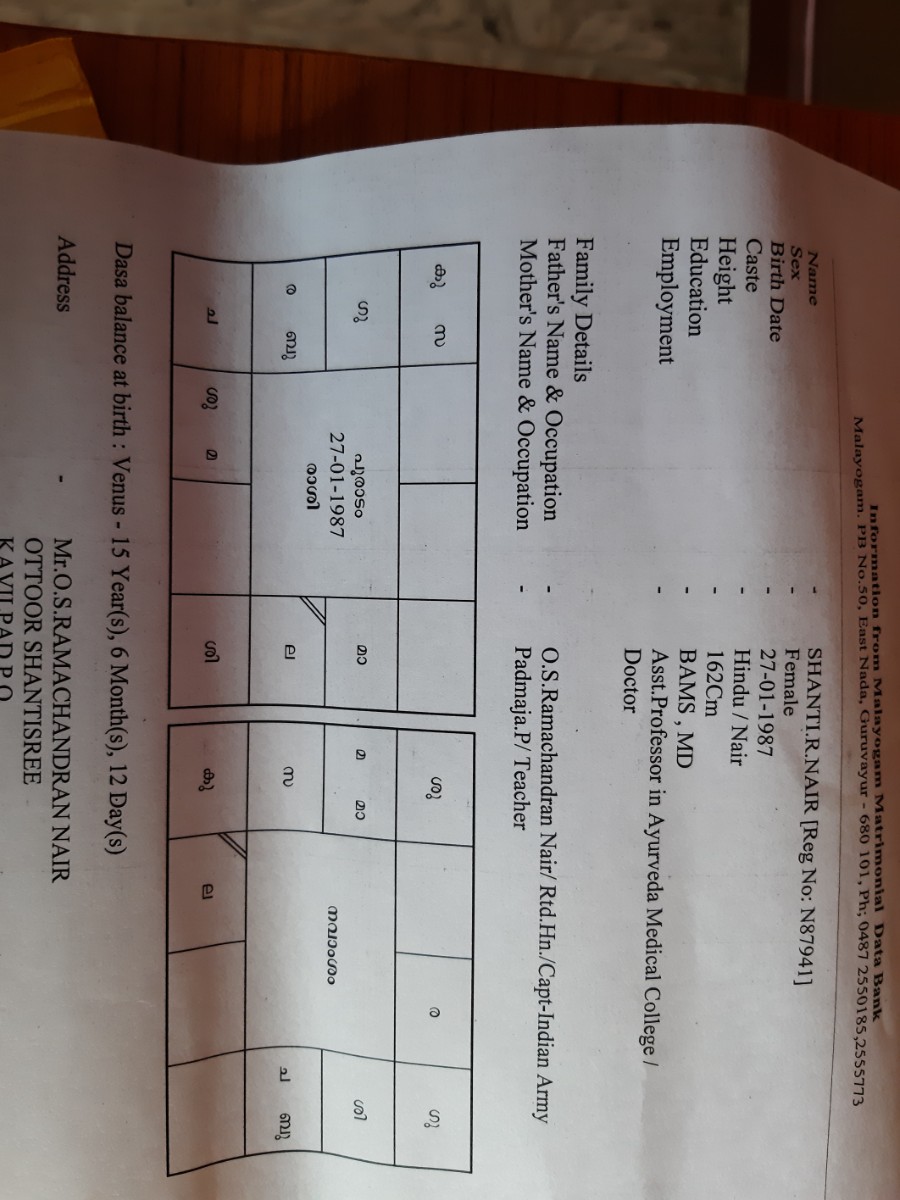 Information from Malayogam Matrimonial Data Bank
Malayogam. PB No.50, East Nada, Guruvayur - 680 101, Ph; 0487 2550185,2555773
Name - SHANTI.R.NAIR [Reg No: N87941]
Sex - Female
Birth Date - 27-01-1987
Caste - Hindu / Nair
Height - 162Cm
Education - BAMS , MD
Employment - Asst.Professor in Ayurveda Medical College /
Doctor
Family Details
Father's Name & Occupation - O.S.Ramachandran Nair/ Rtd.Hn./Capt-Indian Army
Mother's Name & Occupation - Padmaja.P/ Teacher
കു സ ശു ര ഗു
ഗു പൂരാടം മാ മ മാ നവാംശം ശി
27-01-1987
ര ബു രാശി ല സ ച ബു
ച ശു മ ശി കു ല
Dasa balance at birth : Venus - 15 Year(s), 6 Month(s), 12 Day(s)
Address - Mr.O.S.RAMACHANDRAN NAIR
OTTOOR SHANTISREE
KAVILPAD P.O